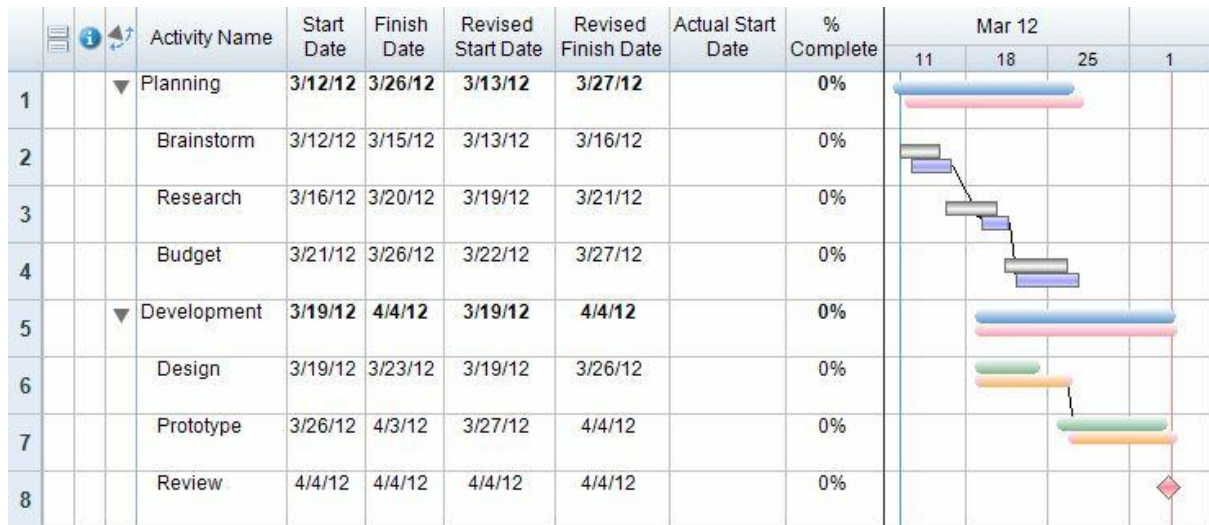 Activity Name Start Date Finish Date Revised Start Date Revised Finish Date Actual Start Date % Complete Mar 12
11 18 25 1
1 Planning 3/12/12 3/26/12 3/13/12 3/27/12 0%
2 Brainstorm 3/12/12 3/15/12 3/13/12 3/16/12 0%
3 Research 3/16/12 3/20/12 3/19/12 3/21/12 0%
4 Budget 3/21/12 3/26/12 3/22/12 3/27/12 0%
5 Development 3/19/12 4/4/12 3/19/12 4/4/12 0%
6 Design 3/19/12 3/23/12 3/19/12 3/26/12 0%
7 Prototype 3/26/12 4/3/12 3/27/12 4/4/12 0%
8 Review 4/4/12 4/4/12 4/4/12 4/4/12 0%